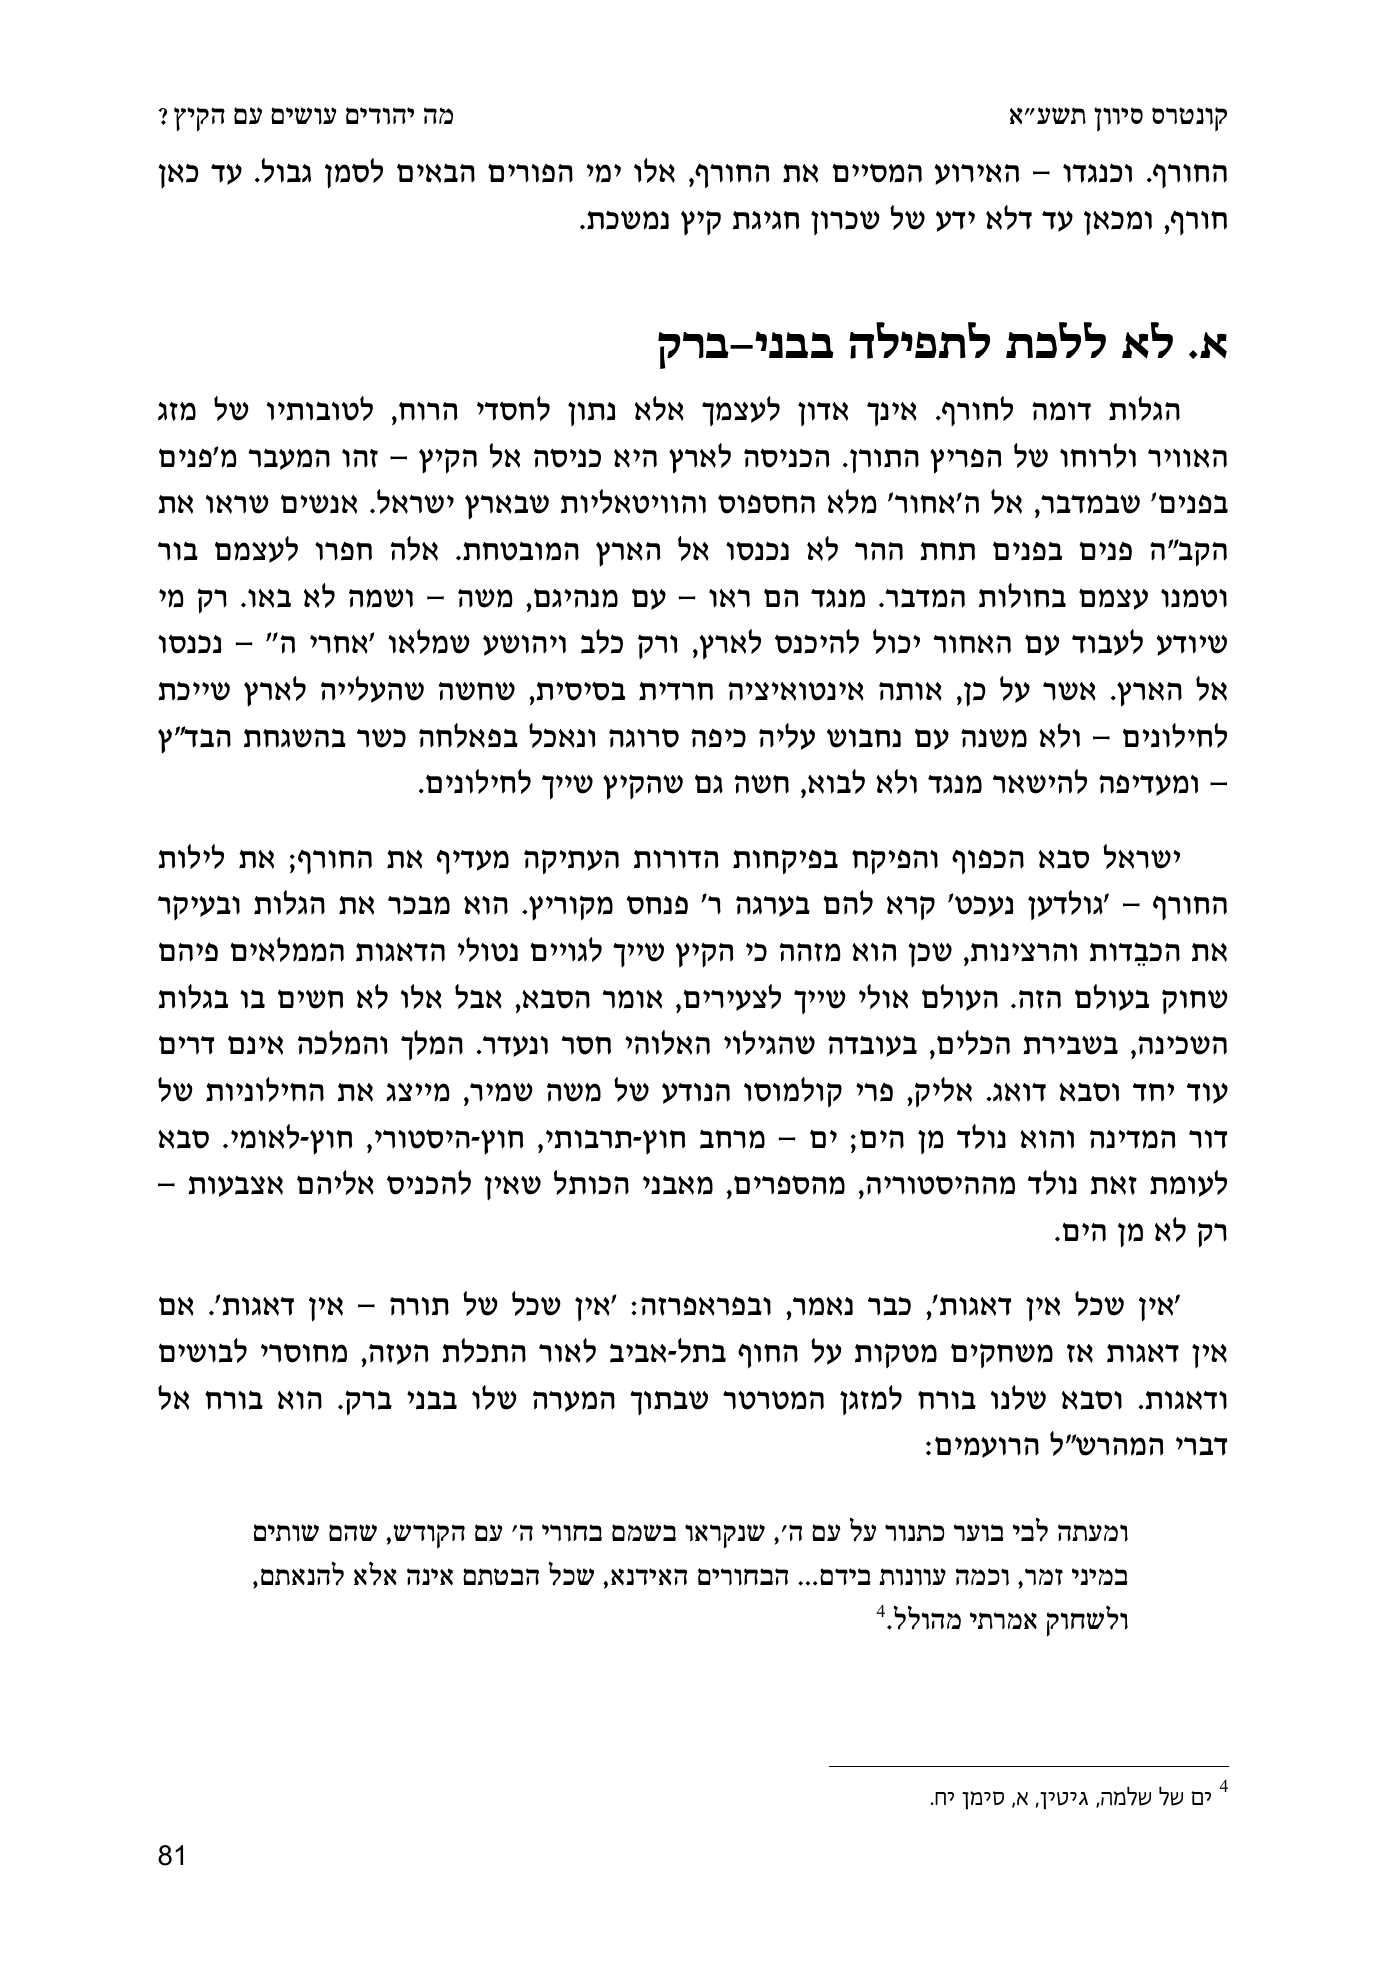 קונטרס סיוון תשע״א מה יהודים עושים עם הקיץ?
החורף. וכנגדו – האירוע המסיים את החורף, אלו ימי הפורים הבאים לסמן גבול. עד כאן
חורף, ומכאן עד דלא ידע של שכרון חגיגת קיץ נמשכת.
א. לא ללכת לתפילה בבני–ברק
הגלות דומה לחורף. אינך אדון לעצמך אלא נתון לחסדי הרוח, לטובותיו של מזג
האוויר ולרוחו של הפריץ התורן. הכניסה לארץ היא כניסה אל הקיץ – זהו המעבר מ'פנים
בפנים' שבמדבר, אל ה'אחור' מלא החספוס והוויטאליות שבארץ ישראל. אנשים שראו את
הקב"ה פנים בפנים תחת ההר לא נכנסו אל הארץ המובטחת. אלה חפרו לעצמם בור
וטמנו עצמם בחולות המדבר. מנגד הם ראו – עם מנהיגם, משה – ושמה לא באו. רק מי
שיודע לעבוד עם האחור יכול להיכנס לארץ, ורק כלב ויהושע שמלאו 'אחרי ה'' – נכנסו
אל הארץ. אשר על כן, אותה אינטואיציה חרדית בסיסית, שחשה שהעלייה לארץ שייכת
לחילונים – ולא משנה עם נחבוש עליה כיפה סרוגה ונאכל בפאלחה כשר בהשגחת הבד"ץ
– ומעדיפה להישאר מנגד ולא לבוא, חשה גם שהקיץ שייך לחילונים.
ישראל סבא הכפוף והפיקח בפיקחות הדורות העתיקה מעדיף את החורף; את לילות
החורף – 'גולדען נעכט' קרא להם בערגה ר' פנחס מקוריץ. הוא מבכר את הגלות ובעיקר
את הכבֵדות והרצינות, שכן הוא מזהה כי הקיץ שייך לגויים נטולי הדאגות הממלאים פיהם
שחוק בעולם הזה. העולם אולי שייך לצעירים, אומר הסבא, אבל אלו לא חשים בו בגלות
השכינה, בשבירת הכלים, בעובדה שהגילוי האלוהי חסר ונעדר. המלך והמלכה אינם דרים
עוד יחד וסבא דואג. אליק, פרי קולמוסו הנודע של משה שמיר, מייצג את החילוניות של
דור המדינה והוא נולד מן הים; ים – מרחב חוץ-תרבותי, חוץ-היסטורי, חוץ-לאומי. סבא
לעומת זאת נולד מההיסטוריה, מהספרים, מאבני הכותל שאין להכניס אליהם אצבעות –
רק לא מן הים.
'אין שכל אין דאגות', כבר נאמר, ובפראפרזה: 'אין שכל של תורה – אין דאגות'. אם
אין דאגות אז משחקים מטקות על החוף בתל-אביב לאור התכלת העזה, מחוסרי לבושים
ודאגות. וסבא שלנו בורח למזגן המטרטר שבתוך המערה שלו בבני ברק. הוא בורח אל
דברי המהרש"ל הרועמים:
ומעתה לבי בוער כתנור על עם ה׳, שנקראו בשמם בחורי ה׳ עם הקודש, שהם שותים
במיני זמר, וכמה עוונות בידם... הבחורים האידנא, שכל הבטתם אינה אלא להנאתם,
ולשחוק אמרתי מהולל.4
4 ים של שלמה, גיטין, א, סימן יח.
81